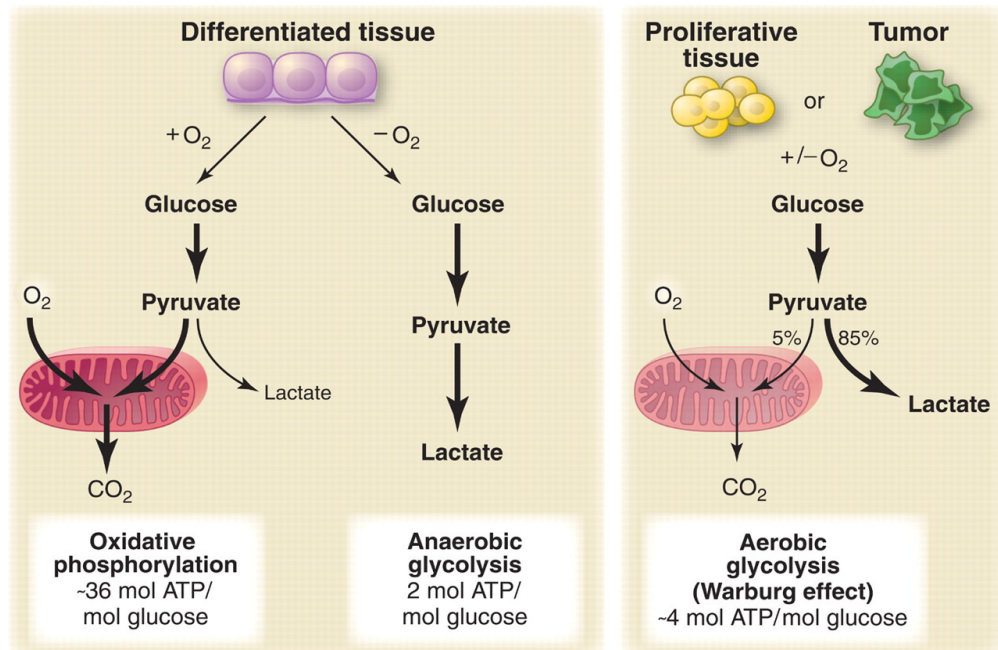 Differentiated tissue
+ O2
− O2
Glucose
Glucose
O2
Pyruvate
Pyruvate
Lactate
Lactate
CO2
Oxidative
phosphorylation
~36 mol ATP/
mol glucose
Anaerobic
glycolysis
2 mol ATP/
mol glucose
Proliferative
tissue
or
Tumor
+/−O2
Glucose
O2
Pyruvate
5%
85%
Lactate
CO2
Aerobic
glycolysis
(Warburg effect)
~4 mol ATP/mol glucose